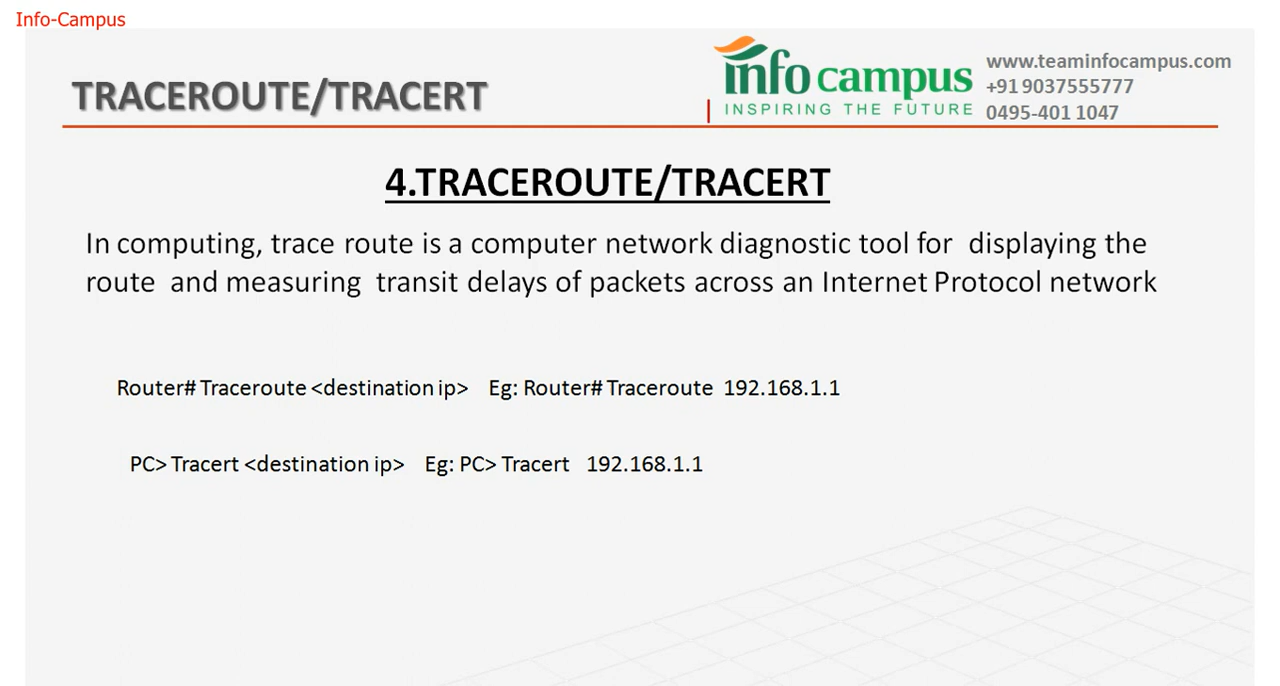 Info-Campus
TRACEROUTE/TRACERT
info campus
INSPIRING THE FUTURE
www.teaminfocampus.com
+91 9037555777
0495-401 1047
4.TRACEROUTE/TRACERT
In computing, trace route is a computer network diagnostic tool for displaying the
route and measuring transit delays of packets across an Internet Protocol network
Router# Traceroute <destination ip> Eg: Router# Traceroute 192.168.1.1
PC> Tracert <destination ip> Eg: PC> Tracert 192.168.1.1